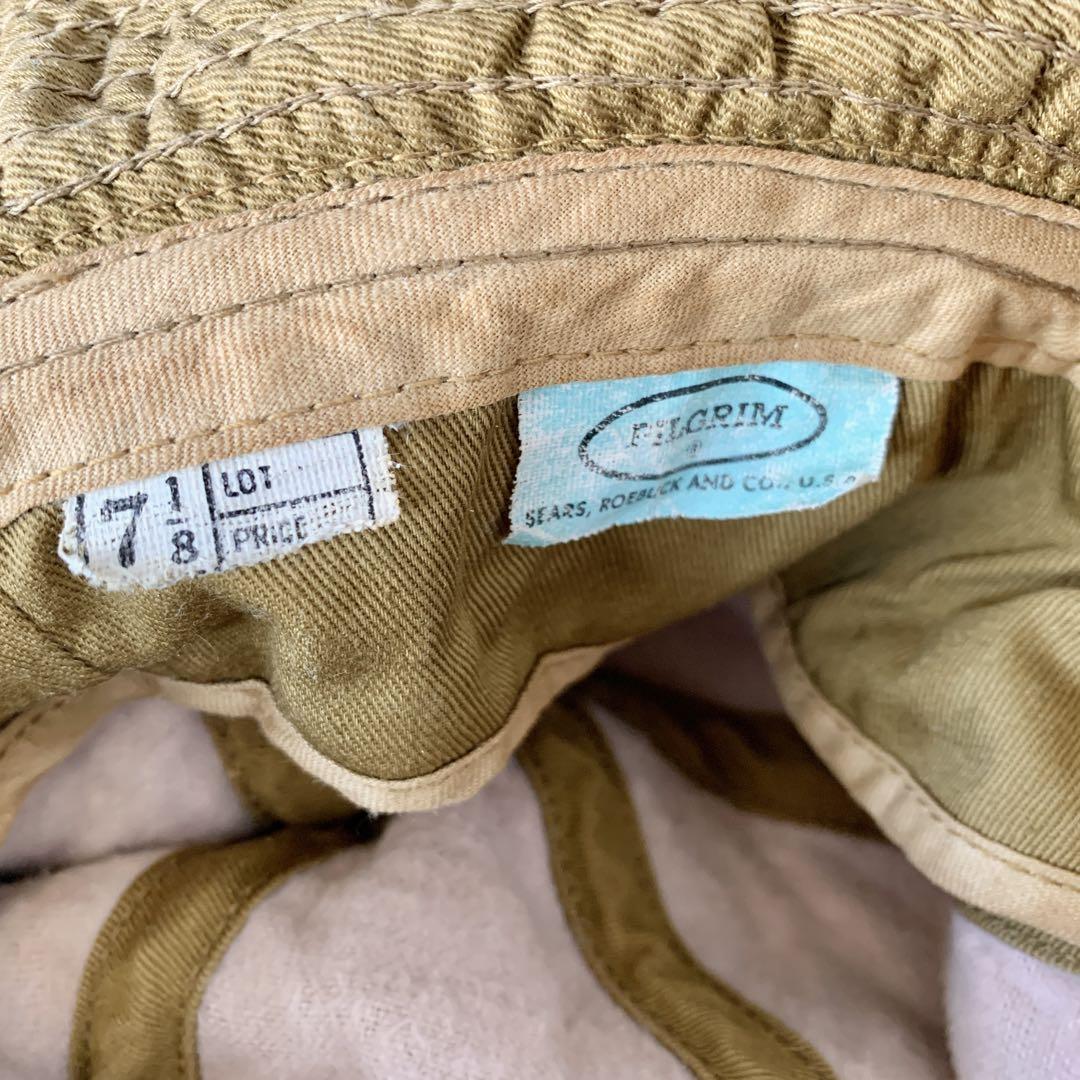 7 1/8
LOT
PRICE
PILGRIM
®
SEARS, ROEBUCK AND CO., U.S.A.